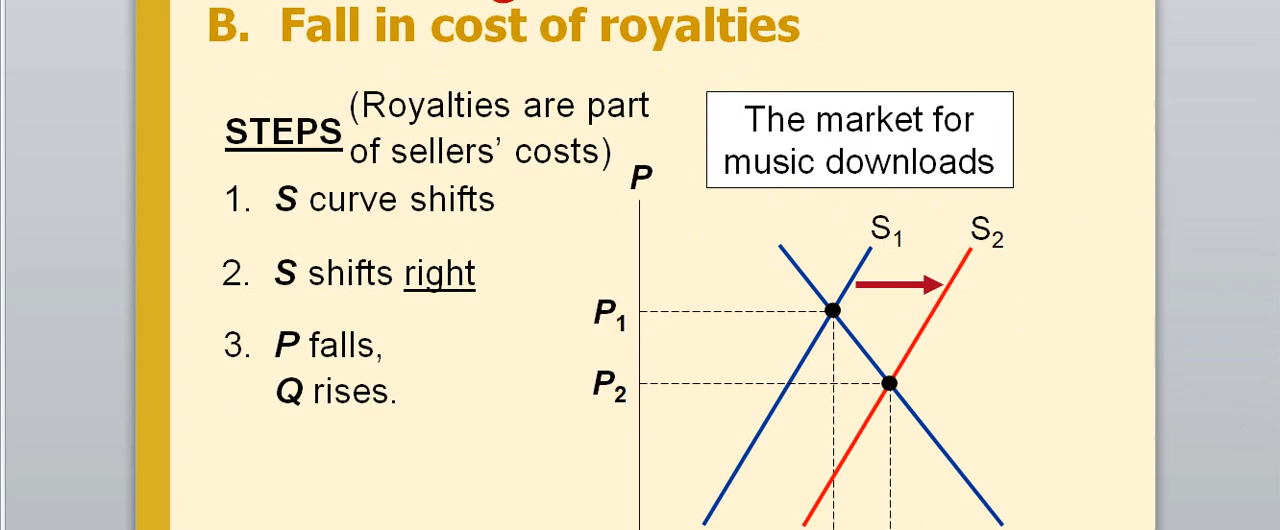 B. Fall in cost of royalties
STEPS
(Royalties are part
of sellers’ costs)
1. S curve shifts
2. S shifts right
3. P falls,
Q rises.
The market for
music downloads
P
S1
S2
P1
P2